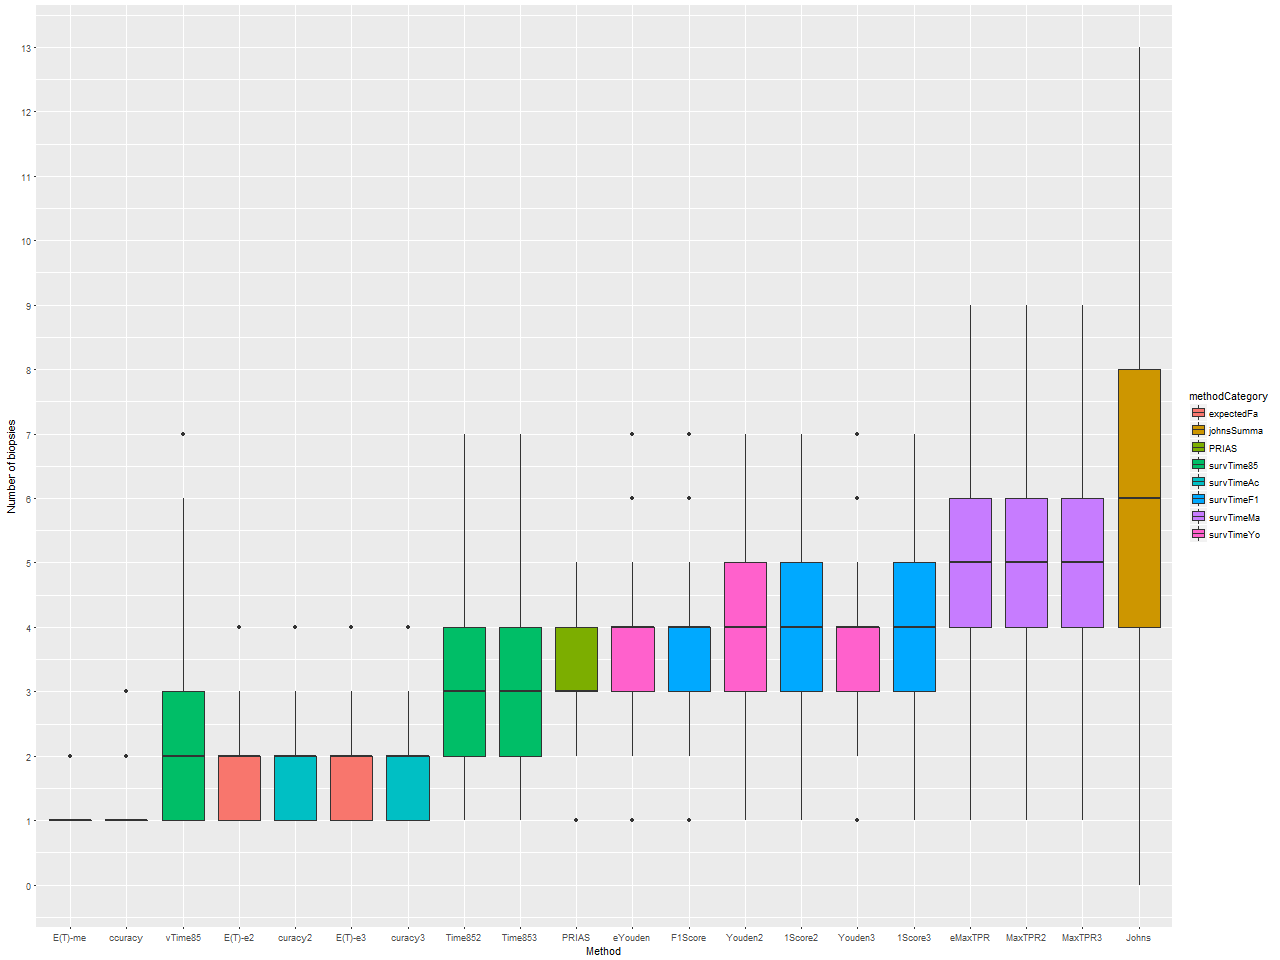 13
12
11
10
9
8
7
6
5
4
3
2
1
0
Number of biopsies
E(T)-me ccuracy vTime85 E(T)-e2 curacy2 E(T)-e3 curacy3 Time852 Time853 PRIAS eYouden F1Score Youden2 1Score2 Youden3 1Score3 eMaxTPR MaxTPR2 MaxTPR3 Johns
Method
methodCategory
expectedFa
johnsSumma
PRIAS
survTime85
survTimeAc
survTimeF1
survTimeMa
survTimeYo